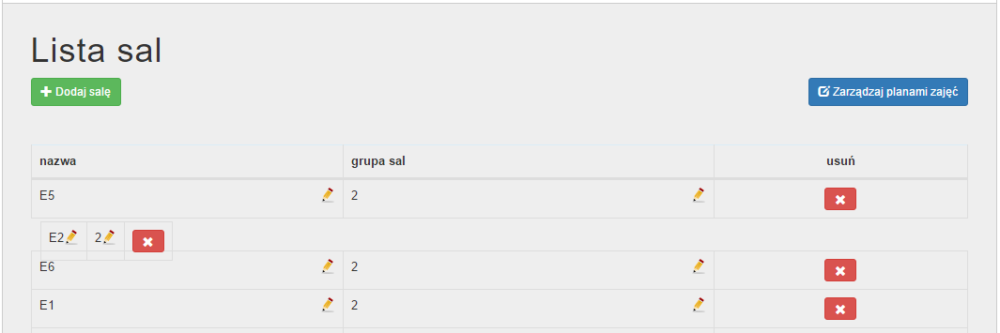 Lista sal
Dodaj salę Zarządzaj planami zajęć
nazwa grupa sal usuń
E5 2
E2 2
E6 2
E1 2